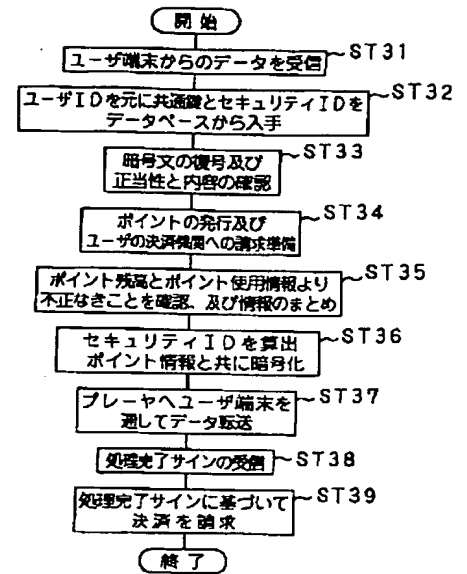 開始
ユーザ端末からのデータを受信
ST31
ユーザIDを元に共通鍵とセキュリティIDを
データベースから入手
ST32
暗号文の復号及び
正当性と内容の確認
ST33
ポイントの発行及び
ユーザの決済機関への請求準備
ST34
ポイント残高とポイント使用情報より
不正なきことを確認、及び情報のまとめ
ST35
セキュリティIDを算出
ポイント情報と共に暗号化
ST36
プレーヤへユーザ端末を
通してデータ転送
ST37
処理完了サインの受信
ST38
処理完了サインに基づいて
決済を請求
ST39
終了